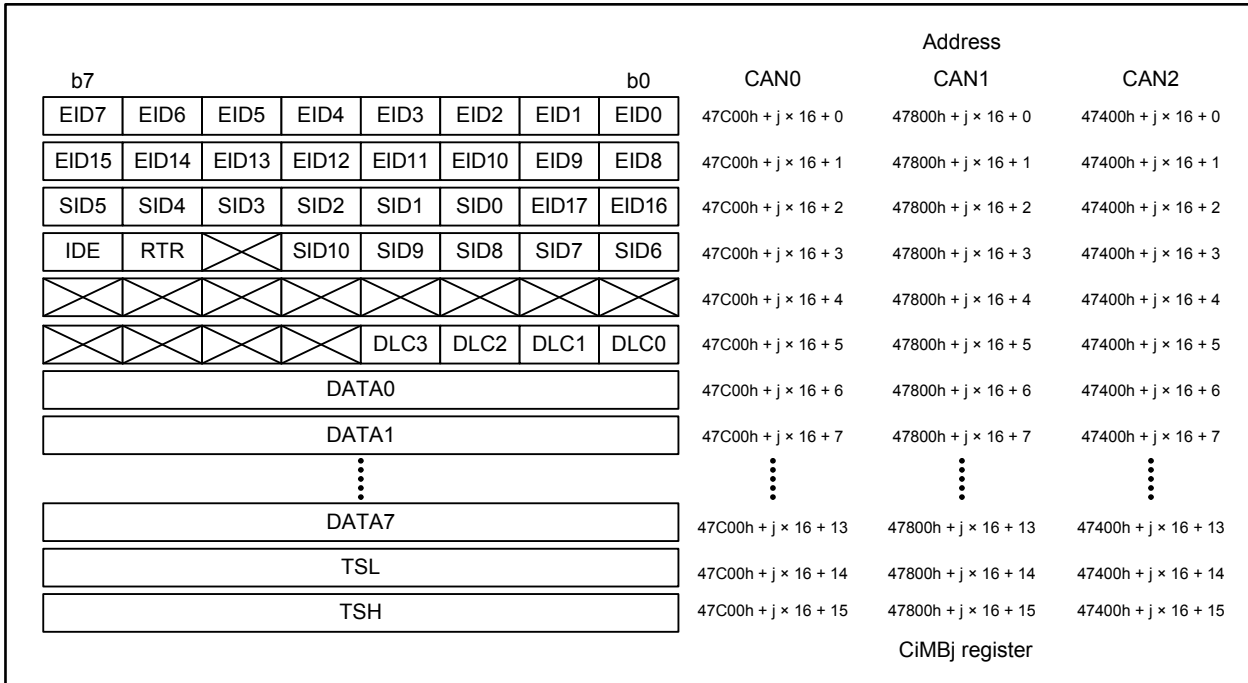 Address
b7 b0 CAN0 CAN1 CAN2
EID7 EID6 EID5 EID4 EID3 EID2 EID1 EID0 47C00h + j × 16 + 0 47800h + j × 16 + 0 47400h + j × 16 + 0
EID15 EID14 EID13 EID12 EID11 EID10 EID9 EID8 47C00h + j × 16 + 1 47800h + j × 16 + 1 47400h + j × 16 + 1
SID5 SID4 SID3 SID2 SID1 SID0 EID17 EID16 47C00h + j × 16 + 2 47800h + j × 16 + 2 47400h + j × 16 + 2
IDE RTR SID10 SID9 SID8 SID7 SID6 47C00h + j × 16 + 3 47800h + j × 16 + 3 47400h + j × 16 + 3
47C00h + j × 16 + 4 47800h + j × 16 + 4 47400h + j × 16 + 4
DLC3 DLC2 DLC1 DLC0 47C00h + j × 16 + 5 47800h + j × 16 + 5 47400h + j × 16 + 5
DATA0 47C00h + j × 16 + 6 47800h + j × 16 + 6 47400h + j × 16 + 6
DATA1 47C00h + j × 16 + 7 47800h + j × 16 + 7 47400h + j × 16 + 7
DATA7 47C00h + j × 16 + 13 47800h + j × 16 + 13 47400h + j × 16 + 13
TSL 47C00h + j × 16 + 14 47800h + j × 16 + 14 47400h + j × 16 + 14
TSH 47C00h + j × 16 + 15 47800h + j × 16 + 15 47400h + j × 16 + 15
CiMBj register